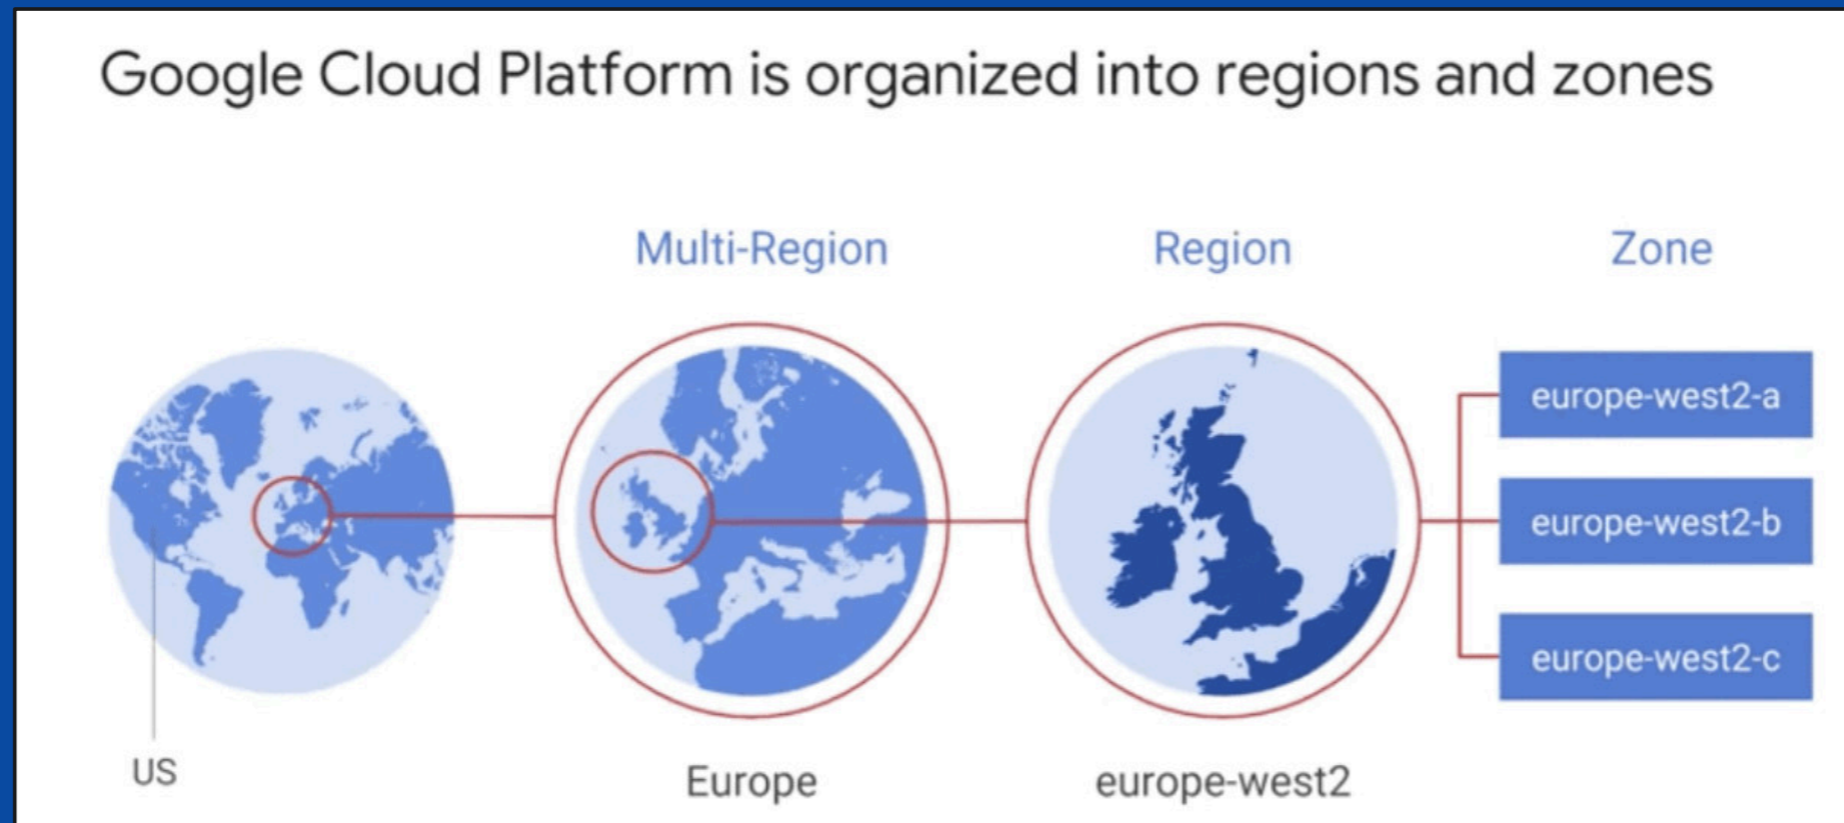 Google Cloud Platform is organized into regions and zones
Multi-Region
Region
Zone
europe-west2-a
europe-west2-b
europe-west2-c
US
Europe
europe-west2